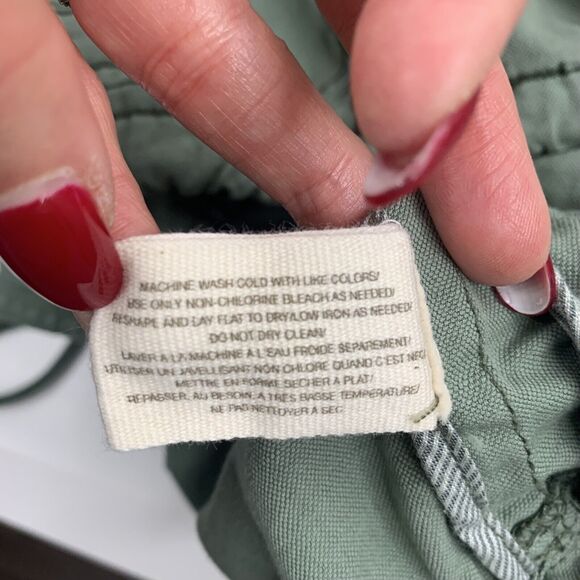 MACHINE WASH COLD WITH LIKE COLORS/
USE ONLY NON-CHLORINE BLEACH AS NEEDED/
RESHAPE AND LAY FLAT TO DRY/LOW IRON AS NEEDED/
DO NOT DRY CLEAN/
LAVER A LA MACHINE A L'EAU FROIDE SEPAREMENT/
UTILISER UN JAVELLISANT NON CHLORE QUAND C'EST NEC/
METTRE EN FORME SECHER A PLAT/
REPASSER, AU BESOIN, A TRES BASSE TEMPERATURE/
NE PAS NETTOYER A SEC